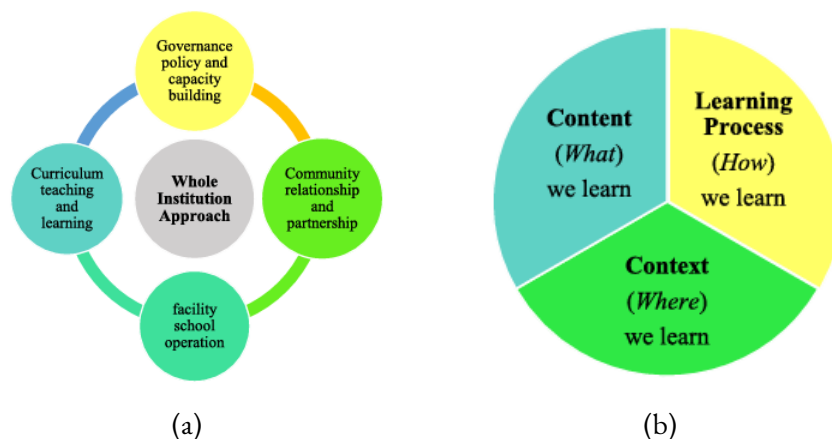 Governance
policy and
capacity
building
Curriculum
teaching
and
learning
Whole
Institution
Approach
Community
relationship
and
partnership
facility
school
operation
(a)
Content
(What)
we learn
Learning
Process
(How)
we learn
Context
(Where)
we learn
(b)